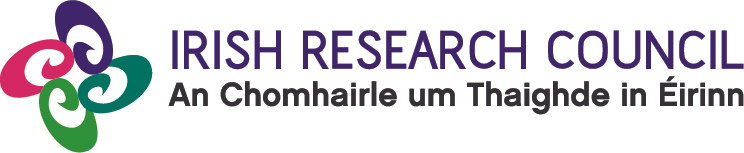 IRISH RESEARCH COUNCIL
An Chomhairle um Thaighde in Éirinn